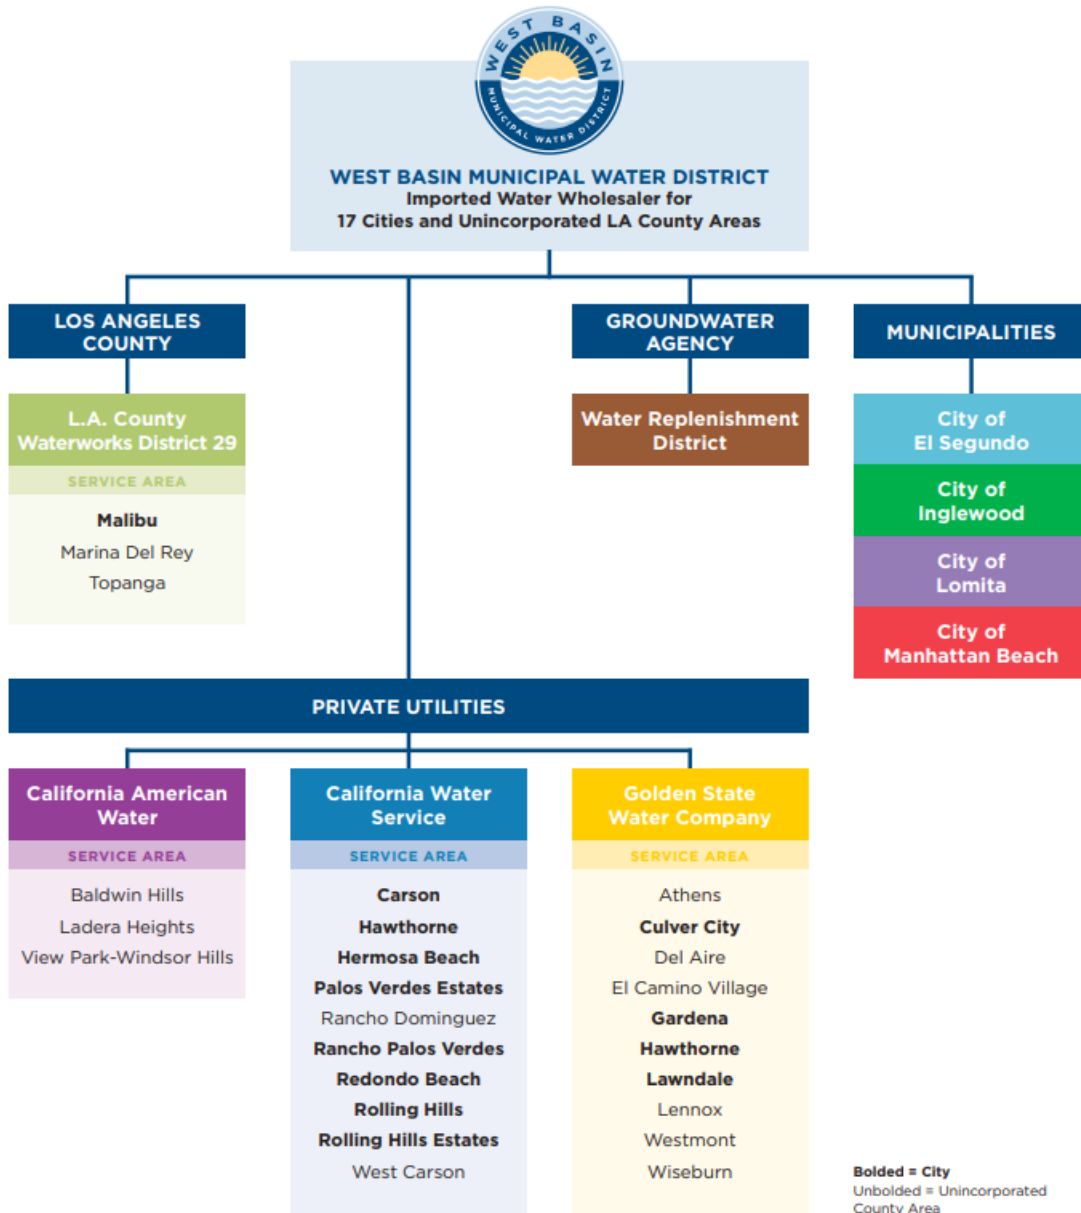 WEST BASIN
MUNICIPAL WATER DISTRICT
WEST BASIN MUNICIPAL WATER DISTRICT
Imported Water Wholesaler for
17 Cities and Unincorporated LA County Areas
LOS ANGELES
COUNTY
L.A. County
Waterworks District 29
SERVICE AREA
Malibu
Marina Del Rey
Topanga
GROUNDWATER
AGENCY
Water Replenishment
District
MUNICIPALITIES
City of
El Segundo
City of
Inglewood
City of
Lomita
City of
Manhattan Beach
PRIVATE UTILITIES
California American
Water
SERVICE AREA
Baldwin Hills
Ladera Heights
View Park-Windsor Hills
California Water
Service
SERVICE AREA
Carson
Hawthorne
Hermosa Beach
Palos Verdes Estates
Rancho Dominguez
Rancho Palos Verdes
Redondo Beach
Rolling Hills
Rolling Hills Estates
West Carson
Golden State
Water Company
SERVICE AREA
Athens
Culver City
Del Aire
El Camino Village
Gardena
Hawthorne
Lawndale
Lennox
Westmont
Wiseburn
Bolded = City
Unbolded = Unincorporated
County Area